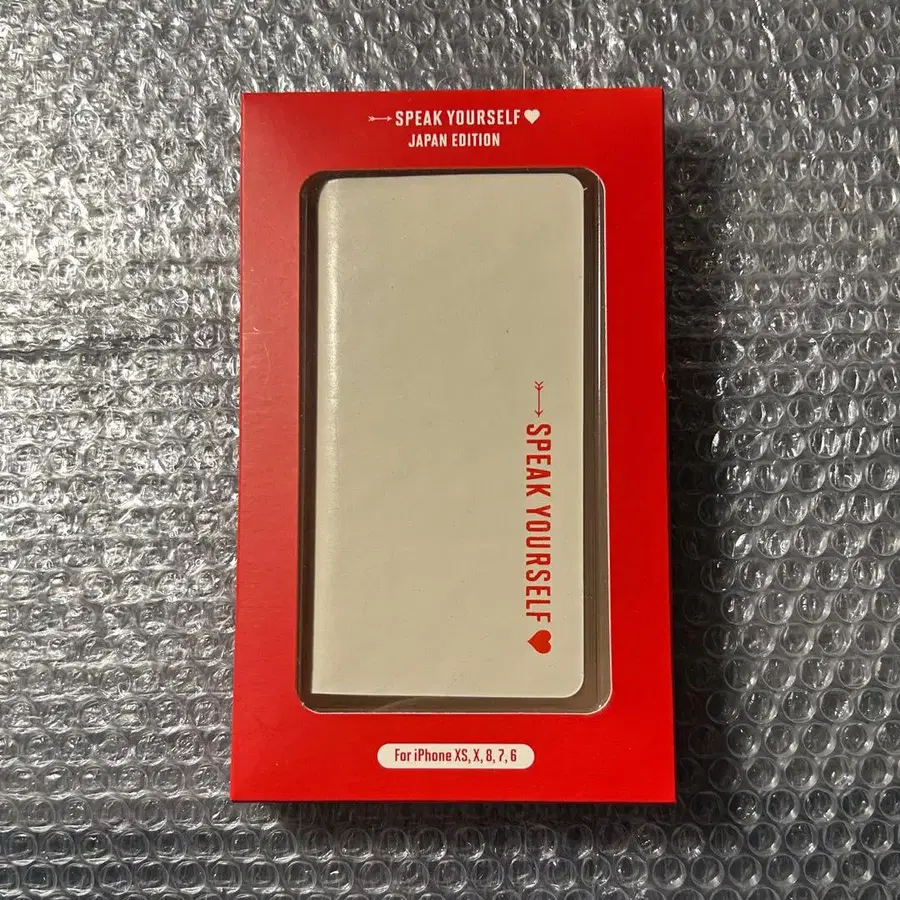 SPEAK YOURSELF
JAPAN EDITION
SPEAK YOURSELF
For iPhone XS, X, 8, 7, 6